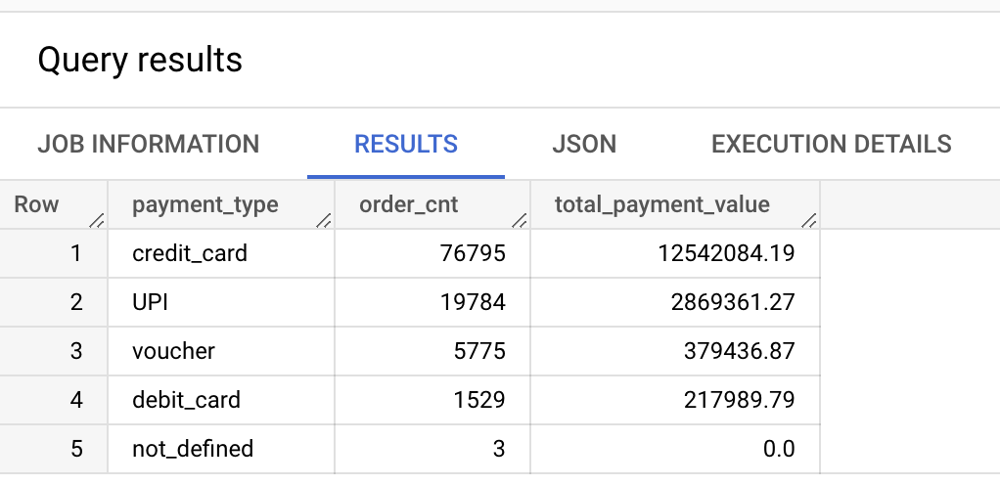 Query results
JOB INFORMATION RESULTS JSON EXECUTION DETAILS
Row payment_type order_cnt total_payment_value
1 credit_card 76795 12542084.19
2 UPI 19784 2869361.27
3 voucher 5775 379436.87
4 debit_card 1529 217989.79
5 not_defined 3 0.0